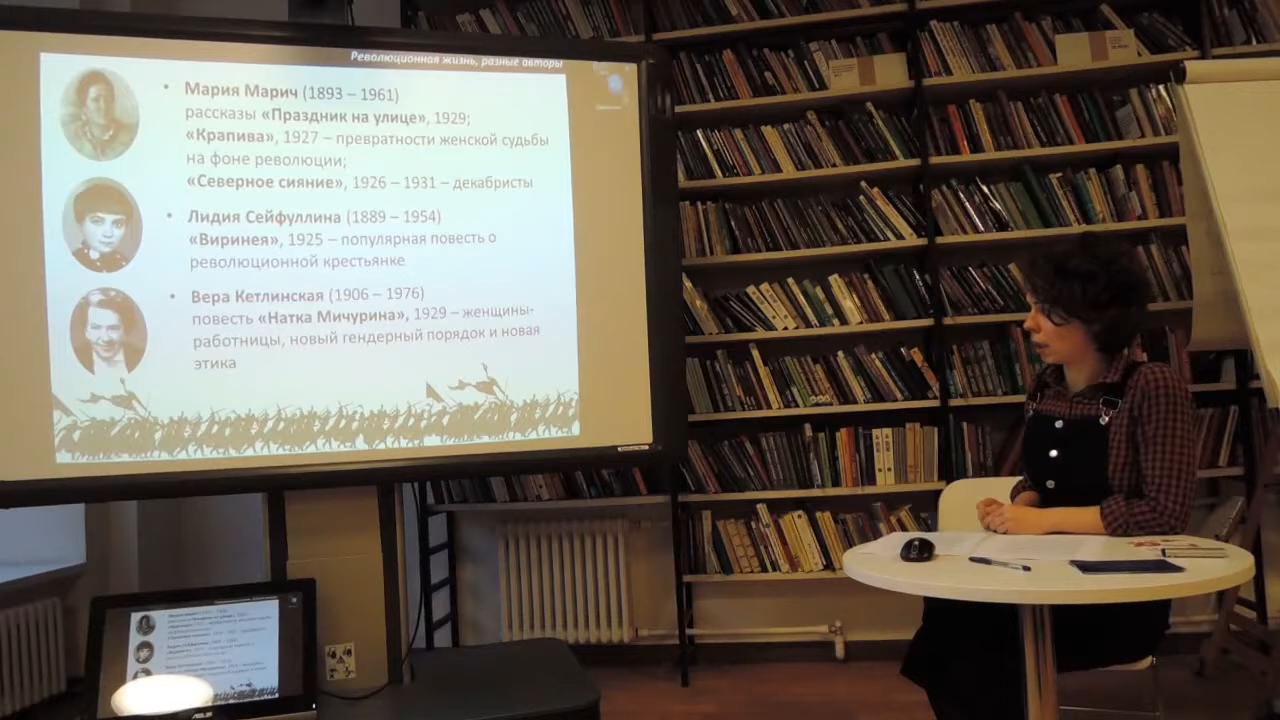 Революционная жизнь, разные авторы
• Мария Марич (1893 – 1961)
рассказы «Праздник на улице», 1929;
«Крапива», 1927 – превратности женской судьбы
на фоне революции;
«Северное сияние», 1926 – 1931 – декабристы
• Лидия Сейфуллина (1889 – 1954)
«Виринея», 1925 – популярная повесть о
революционной крестьянке
• Вера Кетлинская (1906 – 1976)
повесть «Натка Мичурина», 1929 – женщины-
работницы, новый гендерный порядок и новая
этика
ASUS